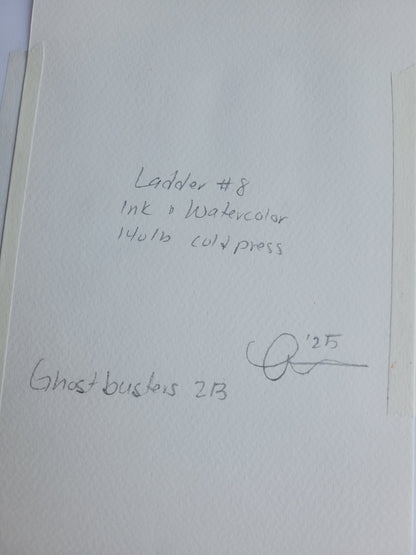 Ladder #8
Ink & Watercolor
140lb cold press
'25
Ghostbusters 2B